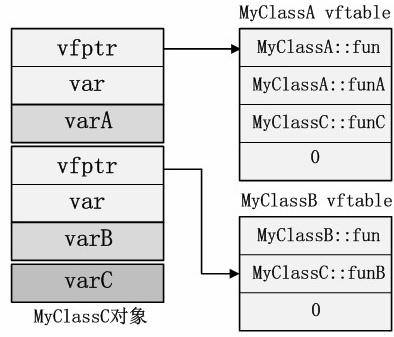 MyClassA vftable
vfptr
MyClassA::fun
var
MyClassA::funA
varA
MyClassC::funC
0
vfptr
var
MyClassB vftable
varB
MyClassB::fun
varC
MyClassC::funB
0
MyClassC对象